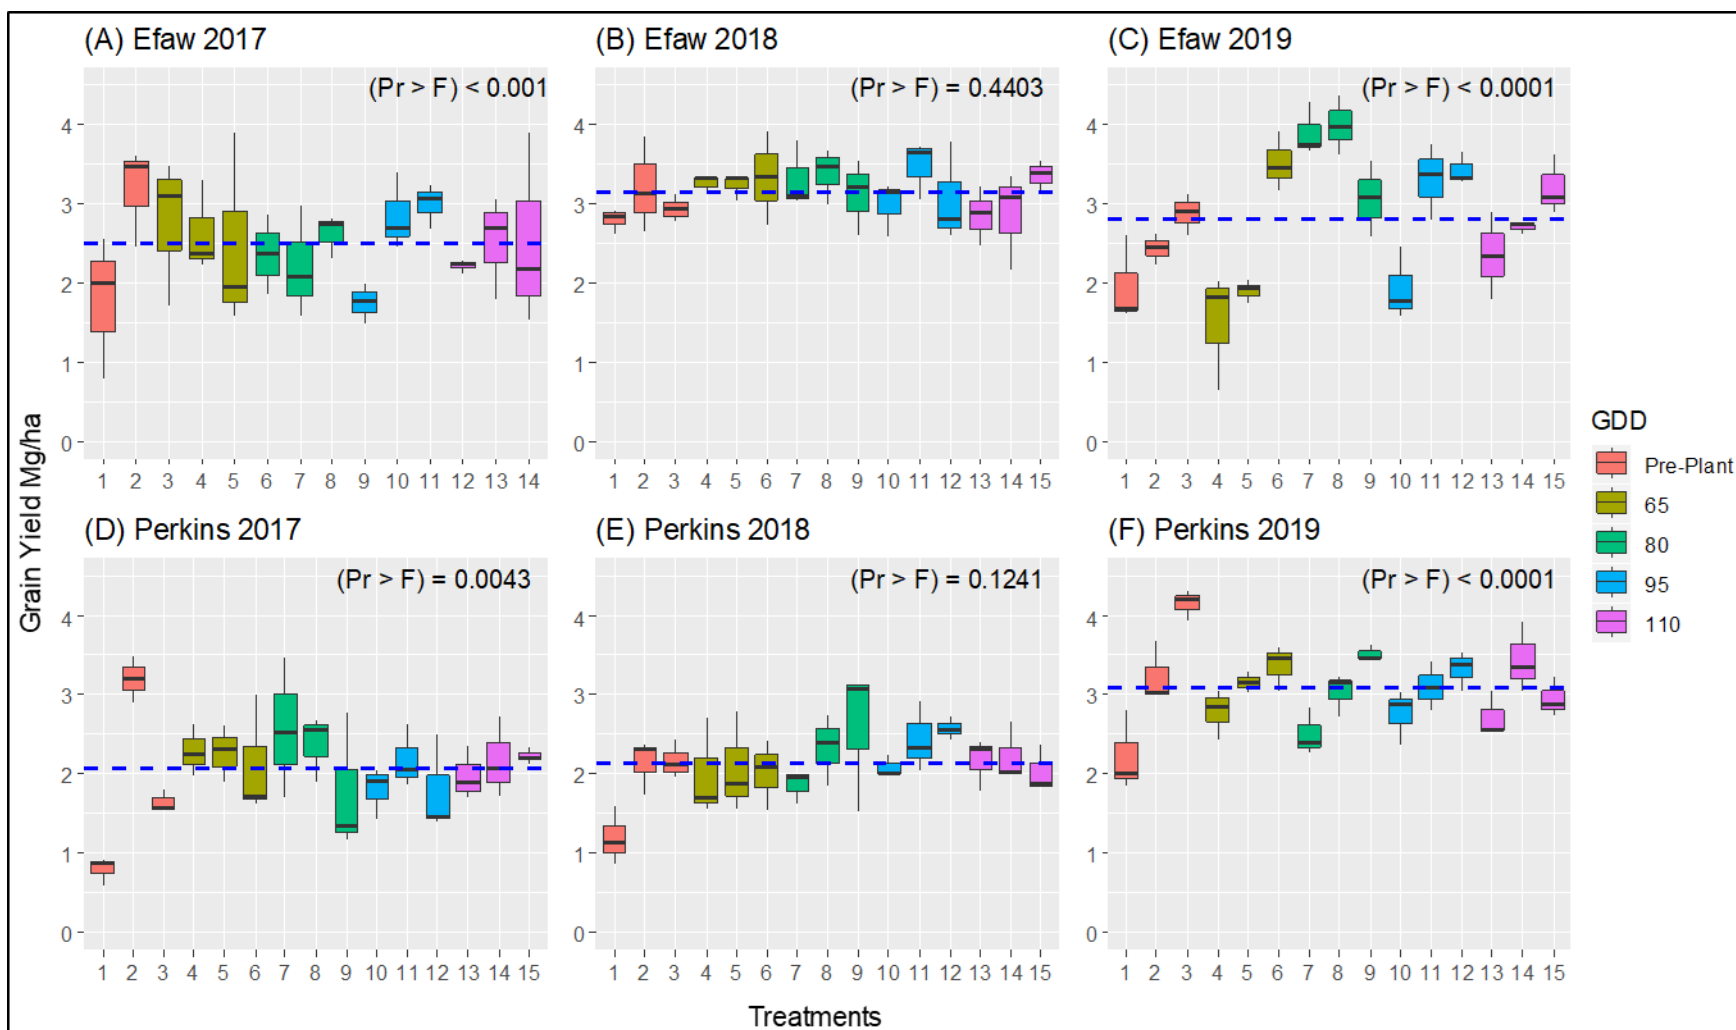 (A) Efaw 2017
(B) Efaw 2018
(C) Efaw 2019
(Pr > F) < 0.001
(Pr > F) = 0.4403
(Pr > F) < 0.0001
4
3
2
1
0
4
3
2
1
0
4
3
2
1
0
1 2 3 4 5 6 7 8 9 10 11 12 13 14
1 2 3 4 5 6 7 8 9 10 11 12 13 14 15
1 2 3 4 5 6 7 8 9 10 11 12 13 14 15
(D) Perkins 2017
(E) Perkins 2018
(F) Perkins 2019
(Pr > F) = 0.0043
(Pr > F) = 0.1241
(Pr > F) < 0.0001
4
3
2
1
0
4
3
2
1
0
4
3
2
1
0
1 2 3 4 5 6 7 8 9 10 11 12 13 14 15
1 2 3 4 5 6 7 8 9 10 11 12 13 14 15
1 2 3 4 5 6 7 8 9 10 11 12 13 14 15
Grain Yield Mg/ha
Treatments
GDD
Pre-Plant
65
80
95
110